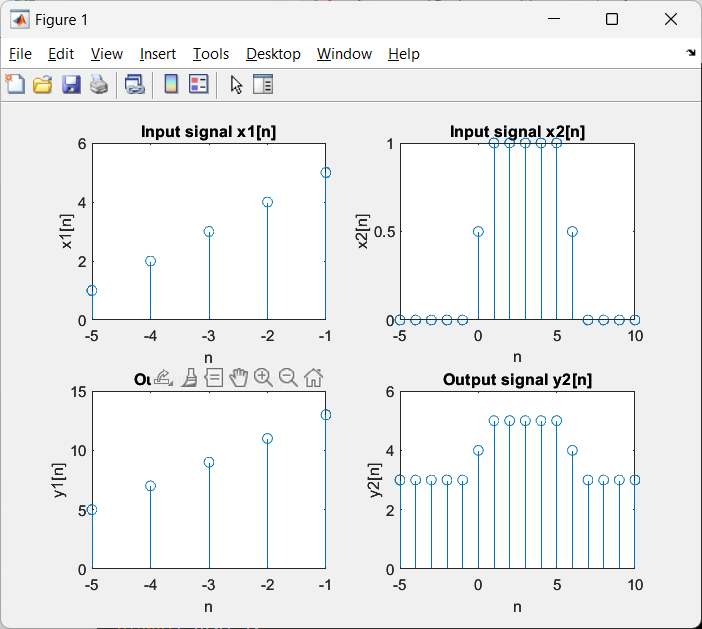 Figure 1
File Edit View Insert Tools Desktop Window Help
Input signal x1[n]
6
4
2
0
x1[n]
-5 -4 -3 -2 -1
n
Input signal x2[n]
1
0.5
0
x2[n]
-5 0 5 10
n
15
10
5
0
y1[n]
-5 -4 -3 -2 -1
n
Output signal y2[n]
6
4
2
0
y2[n]
-5 0 5 10
n